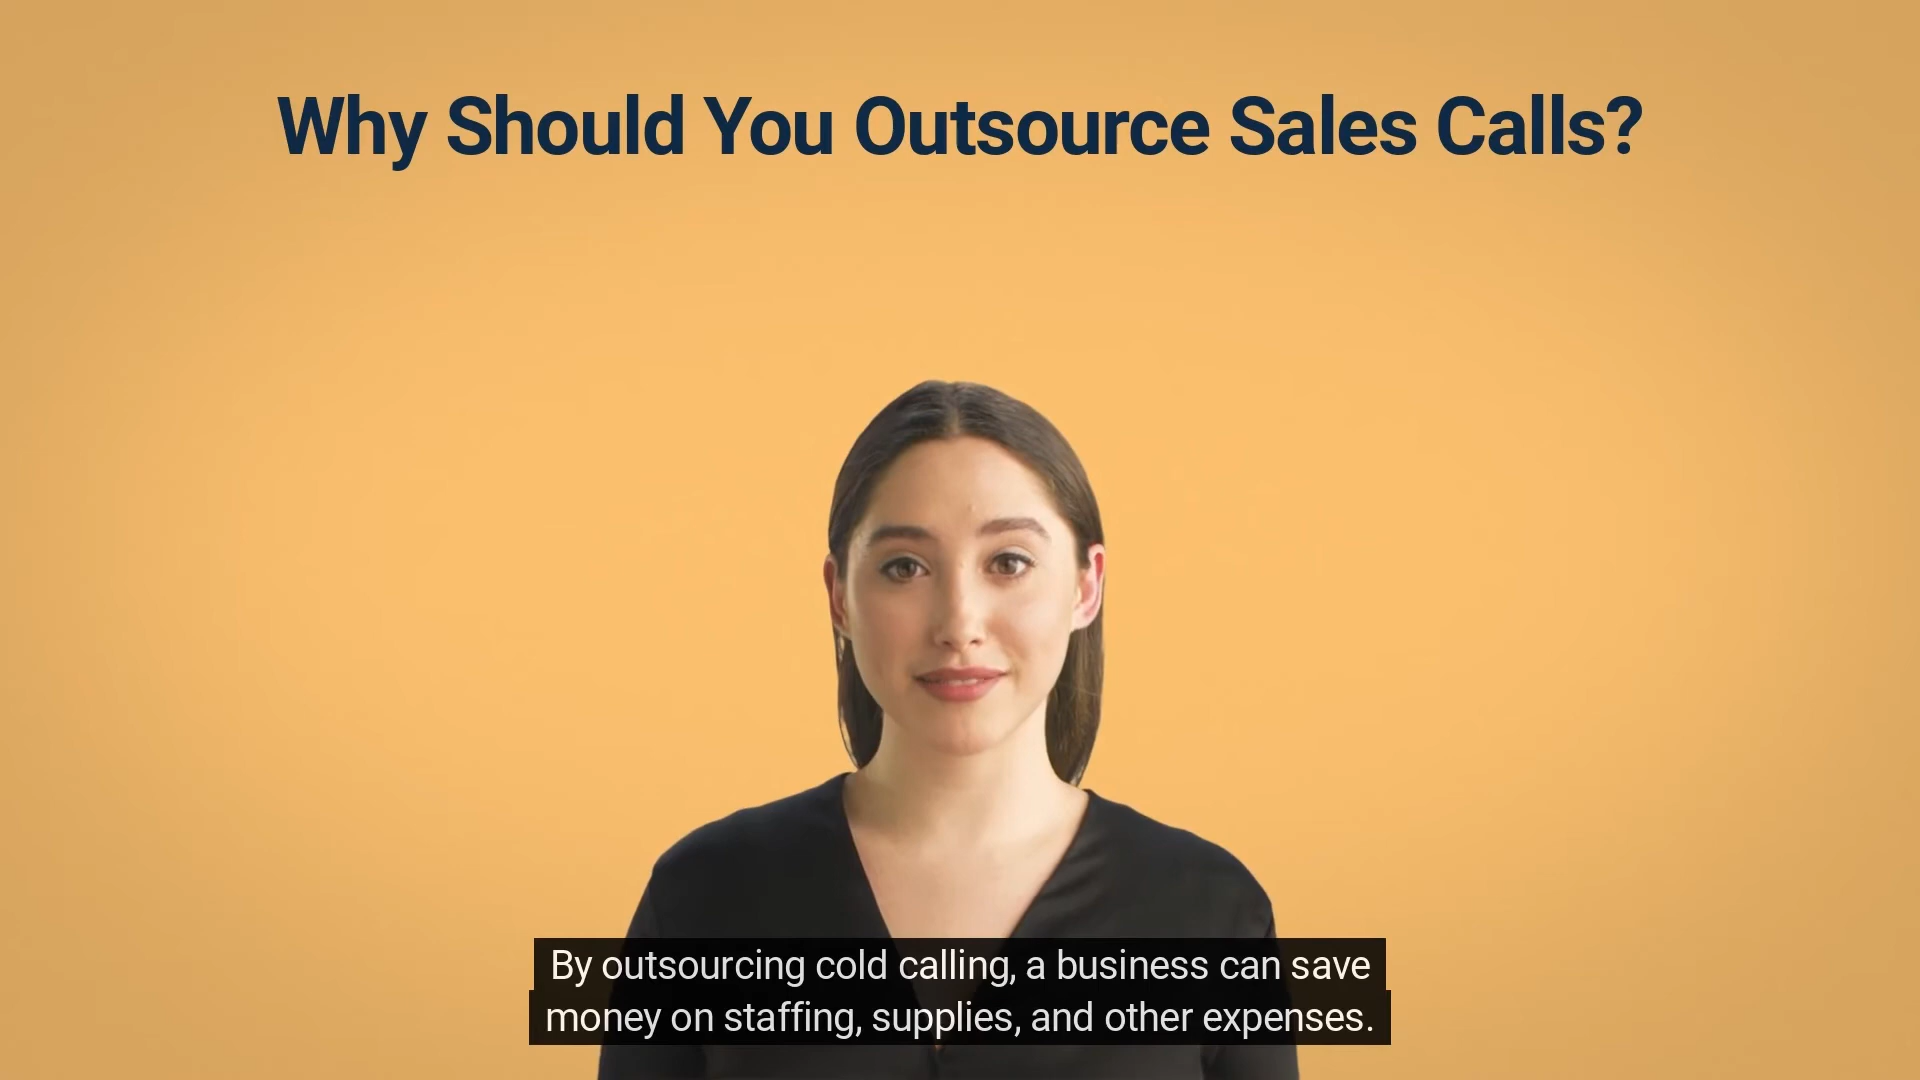 Why Should You Outsource Sales Calls?
By outsourcing cold calling, a business can save
money on staffing, supplies, and other expenses.